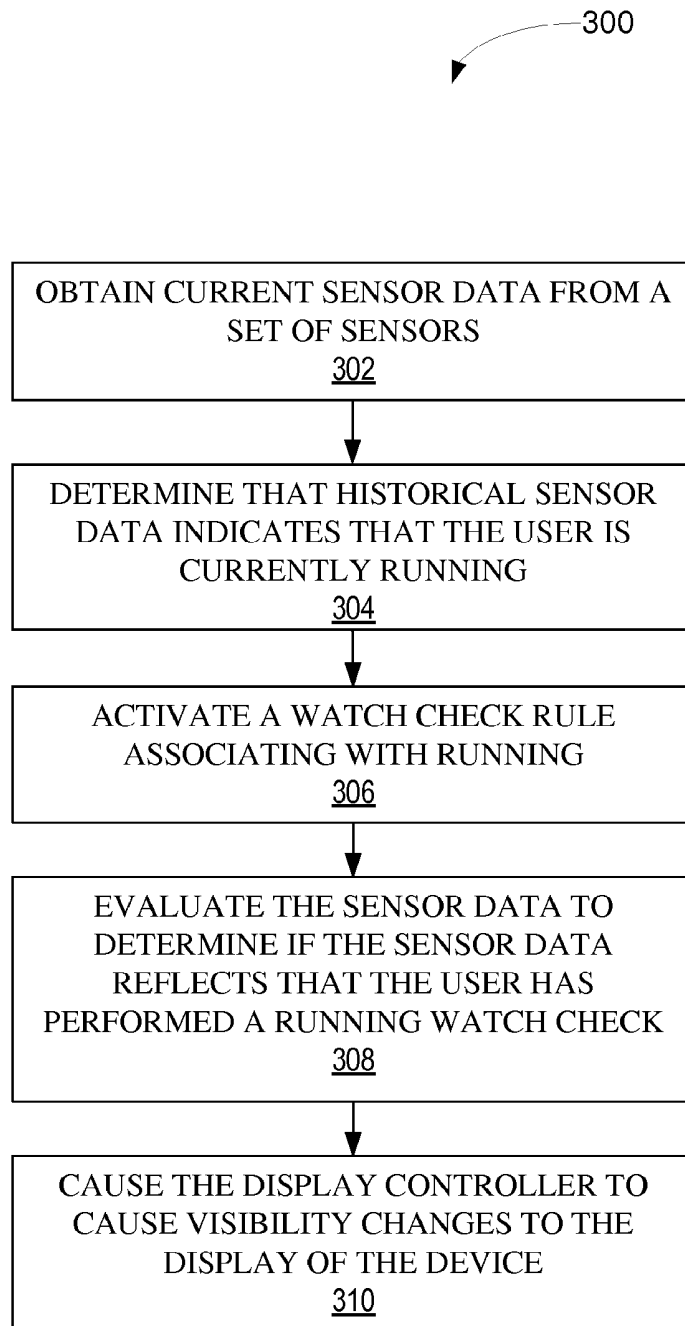 300
OBTAIN CURRENT SENSOR DATA FROM A
SET OF SENSORS
302
DETERMINE THAT HISTORICAL SENSOR
DATA INDICATES THAT THE USER IS
CURRENTLY RUNNING
304
ACTIVATE A WATCH CHECK RULE
ASSOCIATING WITH RUNNING
306
EVALUATE THE SENSOR DATA TO
DETERMINE IF THE SENSOR DATA
REFLECTS THAT THE USER HAS
PERFORMED A RUNNING WATCH CHECK
308
CAUSE THE DISPLAY CONTROLLER TO
CAUSE VISIBILITY CHANGES TO THE
DISPLAY OF THE DEVICE
310